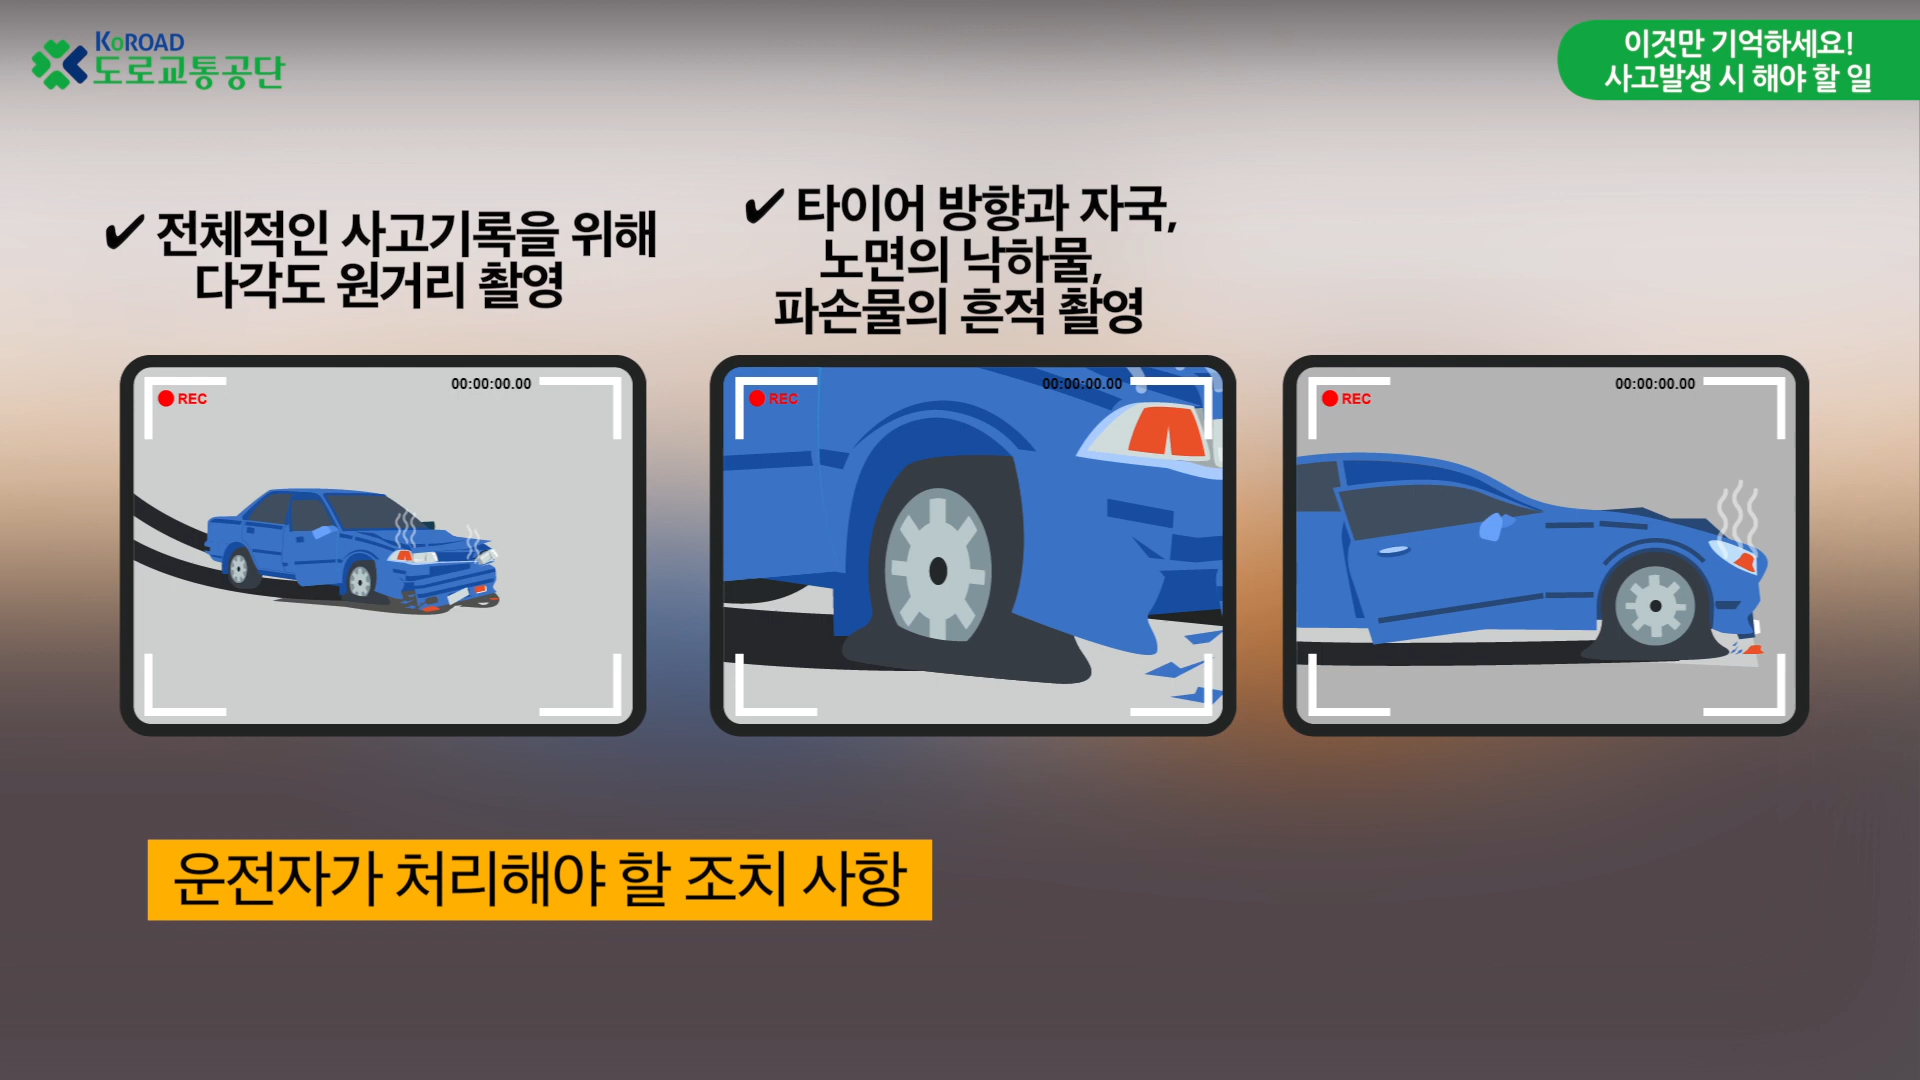 KoROAD
도로교통공단
이것만 기억하세요!
사고발생 시 해야 할 일
✔ 전체적인 사고기록을 위해
다각도 원거리 촬영
✔ 타이어 방향과 자국,
노면의 낙하물,
파손물의 흔적 촬영
REC
00:00:00.00
REC
00:00:00.00
REC
00:00:00.00
운전자가 처리해야 할 조치 사항